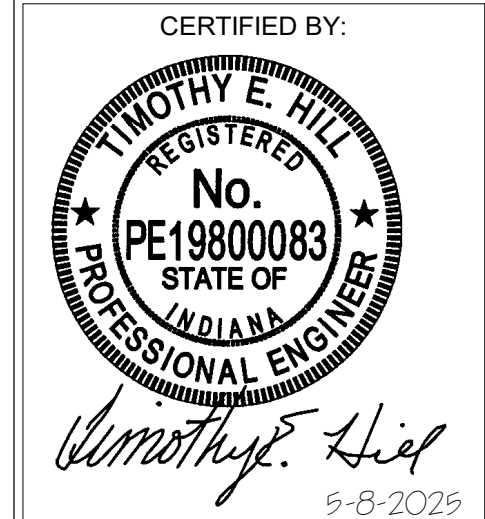 CERTIFIED BY:
TIMOTHY E. HILL
REGISTERED
No.
PE19800083
STATE OF
INDIANA
PROFESSIONAL ENGINEER
Timothy E. Hill
5-8-2025